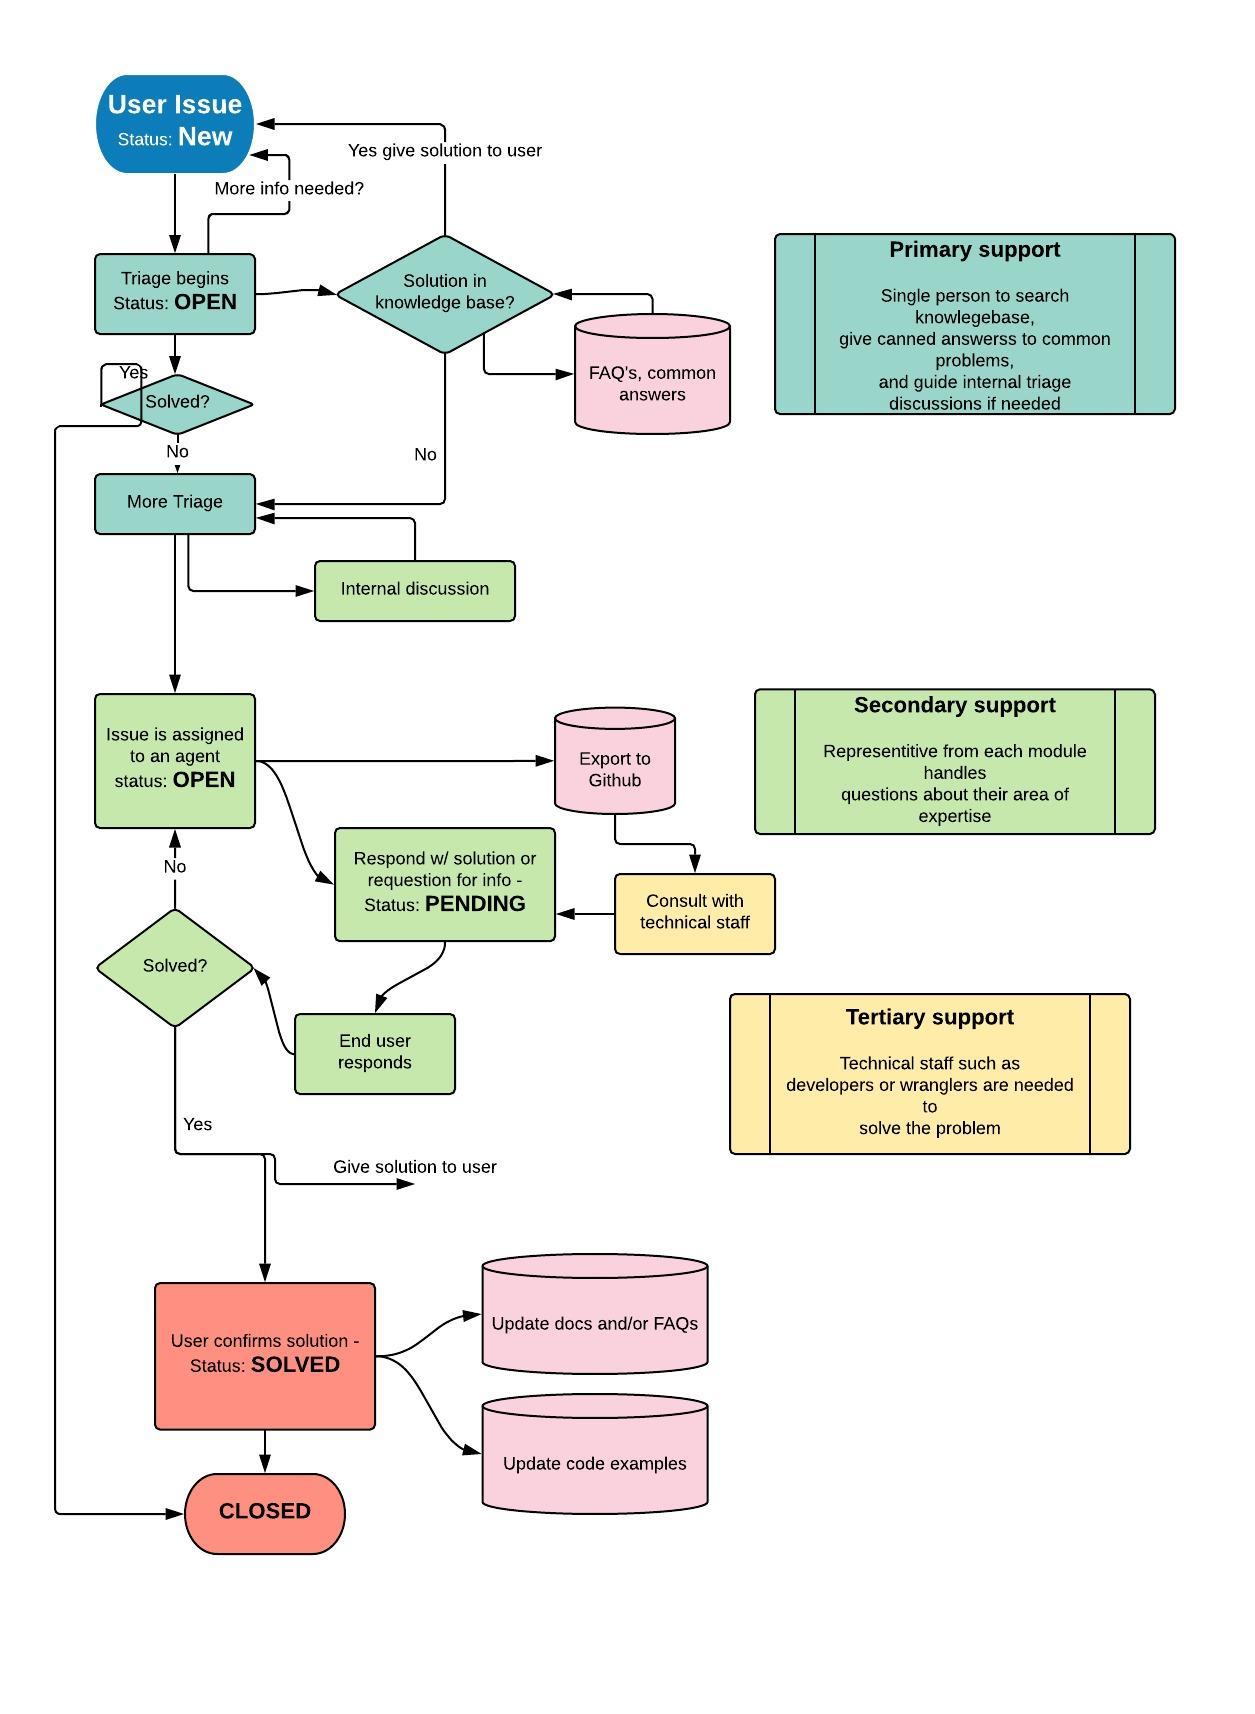 User Issue
Status: New
Yes give solution to user
More info needed?
Triage begins
Status: OPEN
Solution in
knowledge base?
Primary support
Single person to search
knowlegebase,
give canned answerss to common
problems,
and guide internal triage
discussions if needed
FAQ's, common
answers
Yes
Solved?
No
No
More Triage
Internal discussion
Issue is assigned
to an agent
status: OPEN
Export to
Github
Secondary support
Representitive from each module
handles
questions about their area of
expertise
No
Respond w/ solution or
requestion for info -
Status: PENDING
Consult with
technical staff
Solved?
End user
responds
Tertiary support
Technical staff such as
developers or wranglers are needed
to
solve the problem
Yes
Give solution to user
User confirms solution -
Status: SOLVED
Update docs and/or FAQs
Update code examples
CLOSED